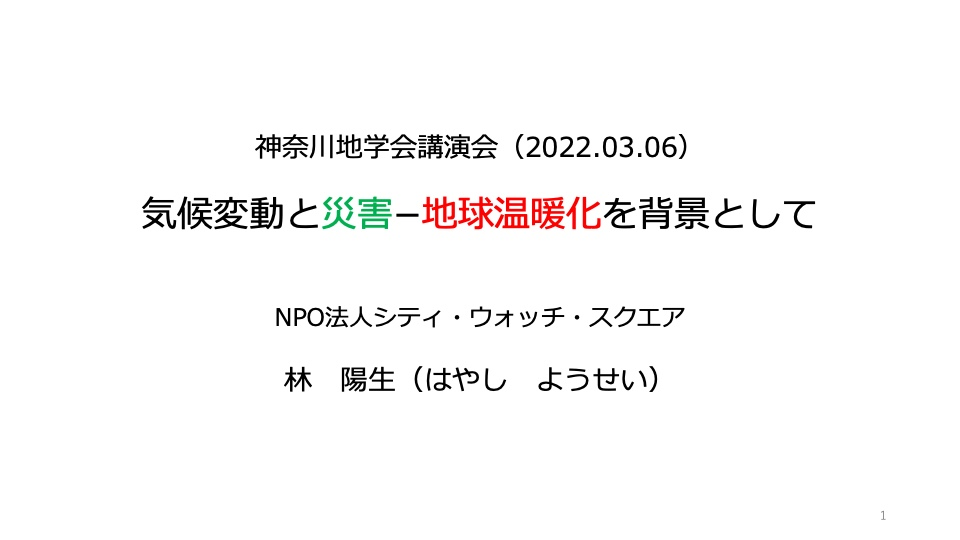 神奈川地学会講演会（2022.03.06）
気候変動と災害–地球温暖化を背景として
NPO法人シティ・ウォッチ・スクエア
林　陽生（はやし　ようせい）
1